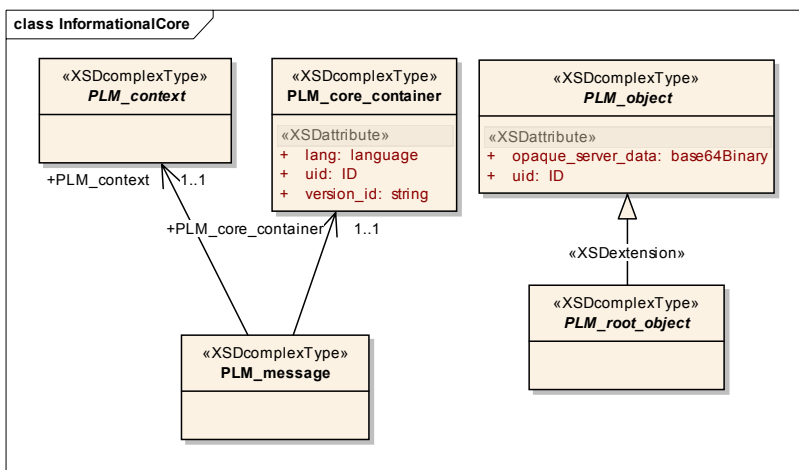 class InformationalCore
«XSDcomplexType»
PLM_context
«XSDcomplexType»
PLM_core_container
«XSDattribute»
+ lang: language
+ uid: ID
+ version_id: string
«XSDcomplexType»
PLM_object
«XSDattribute»
+ opaque_server_data: base64Binary
+ uid: ID
+PLM_context 1..1
+PLM_core_container 1..1
«XSDextension»
«XSDcomplexType»
PLM_root_object
«XSDcomplexType»
PLM_message